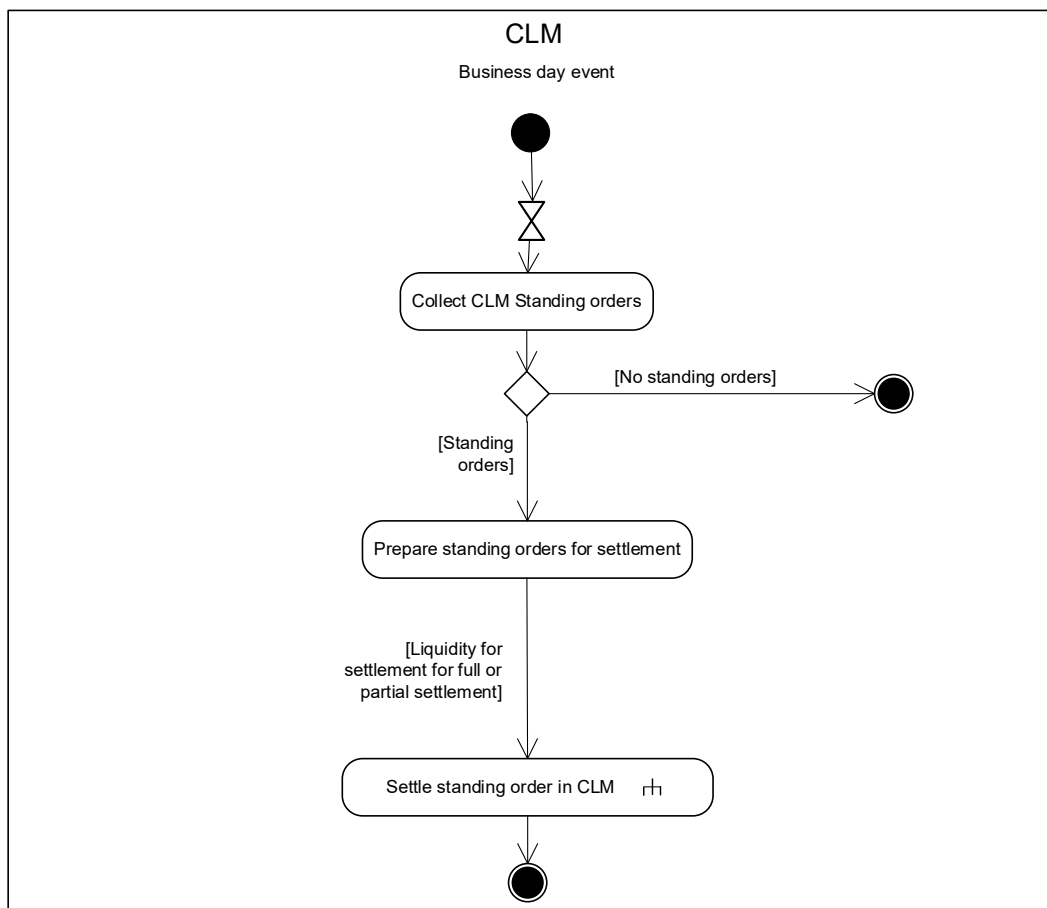 CLM
Business day event
Collect CLM Standing orders
[No standing orders]
[Standing
orders]
Prepare standing orders for settlement
[Liquidity for
settlement for full or
partial settlement]
Settle standing order in CLM